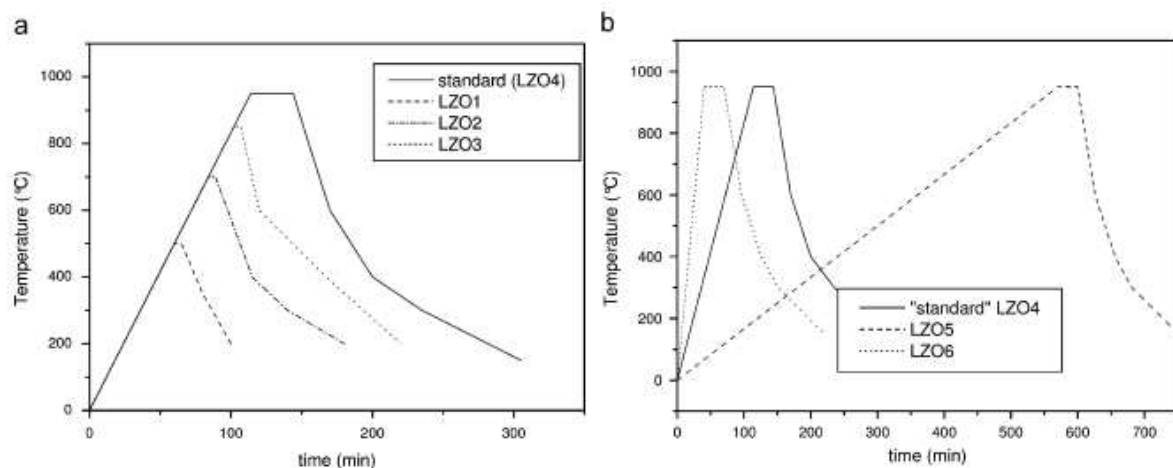 a
1000
800
600
400
200
0
0
100
200
300
Temperature (°C)
time (min)
standard (LZO4)
LZO1
LZO2
LZO3
b
1000
800
600
400
200
0
0
100
200
300
400
500
600
700
Temperature (°C)
time (min)
"standard" LZO4
LZO5
LZO6